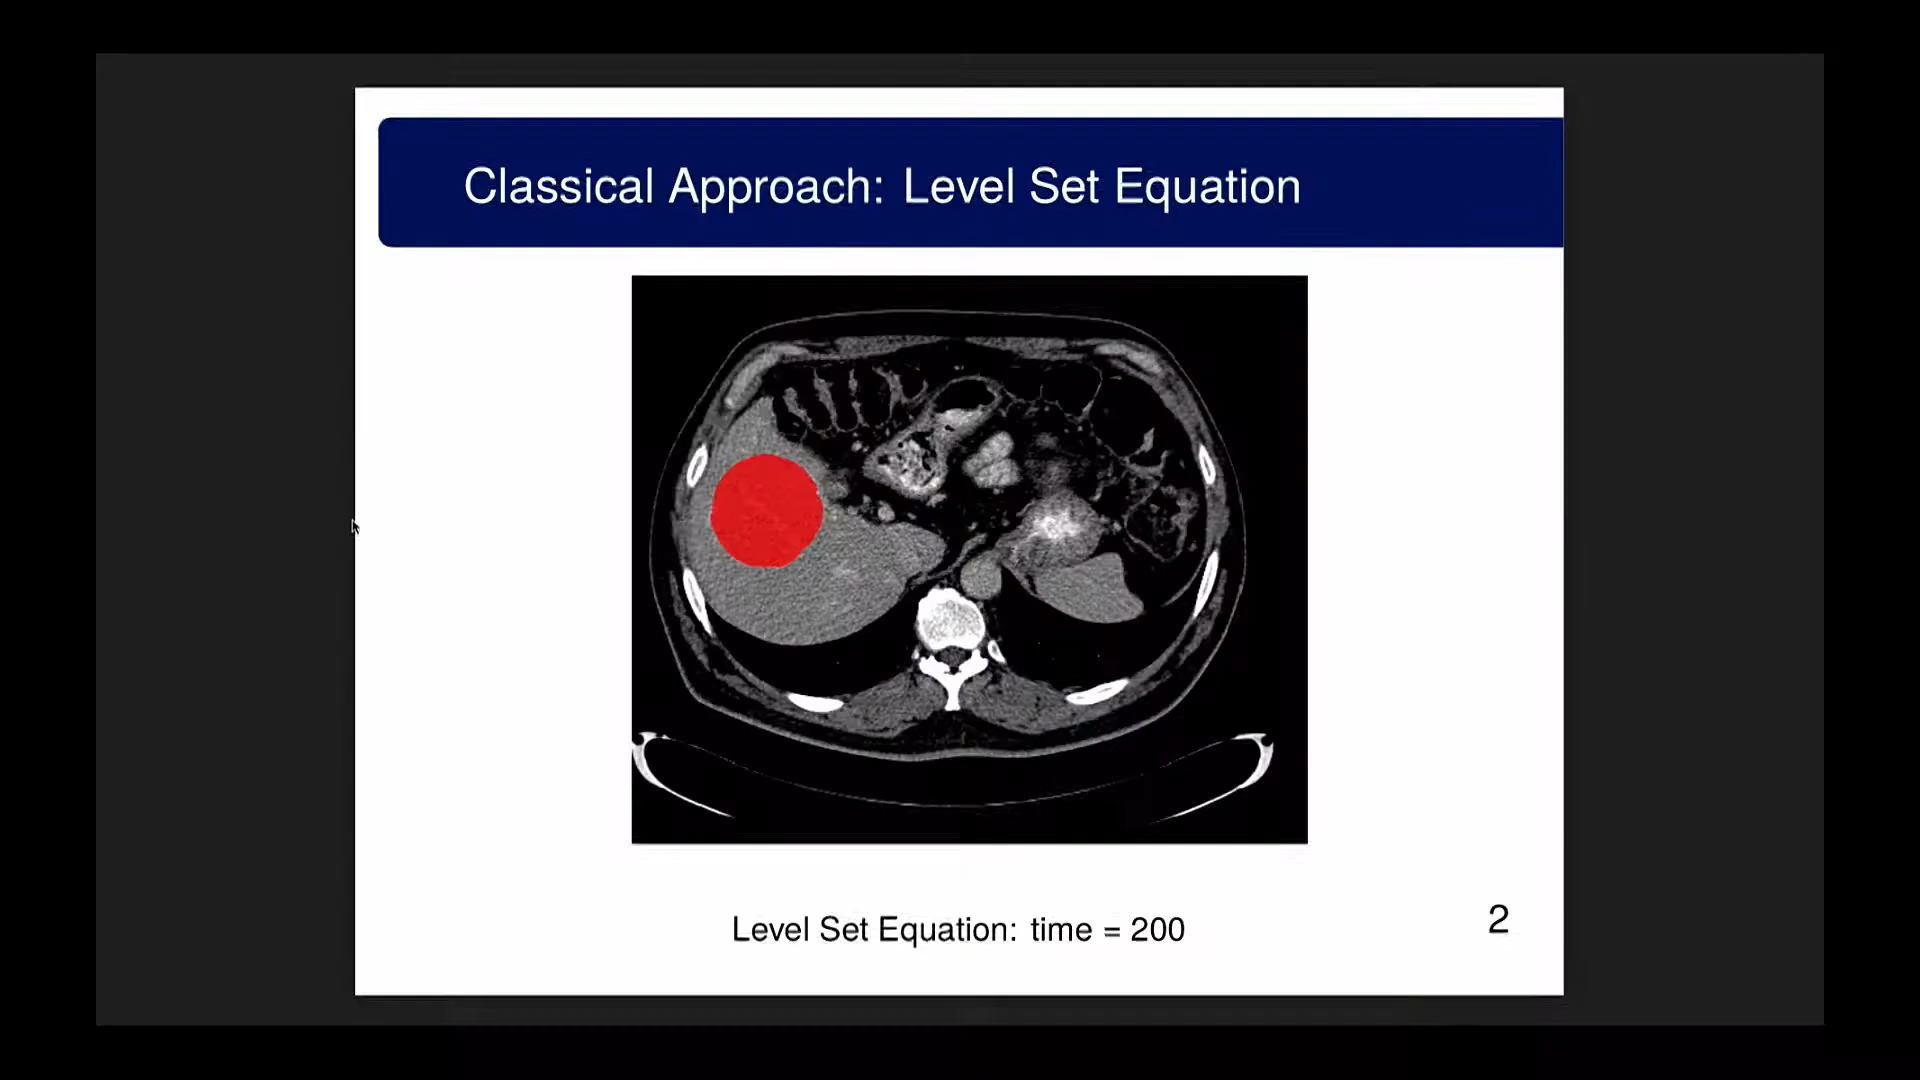 Classical Approach: Level Set Equation
Level Set Equation: time = 200
2